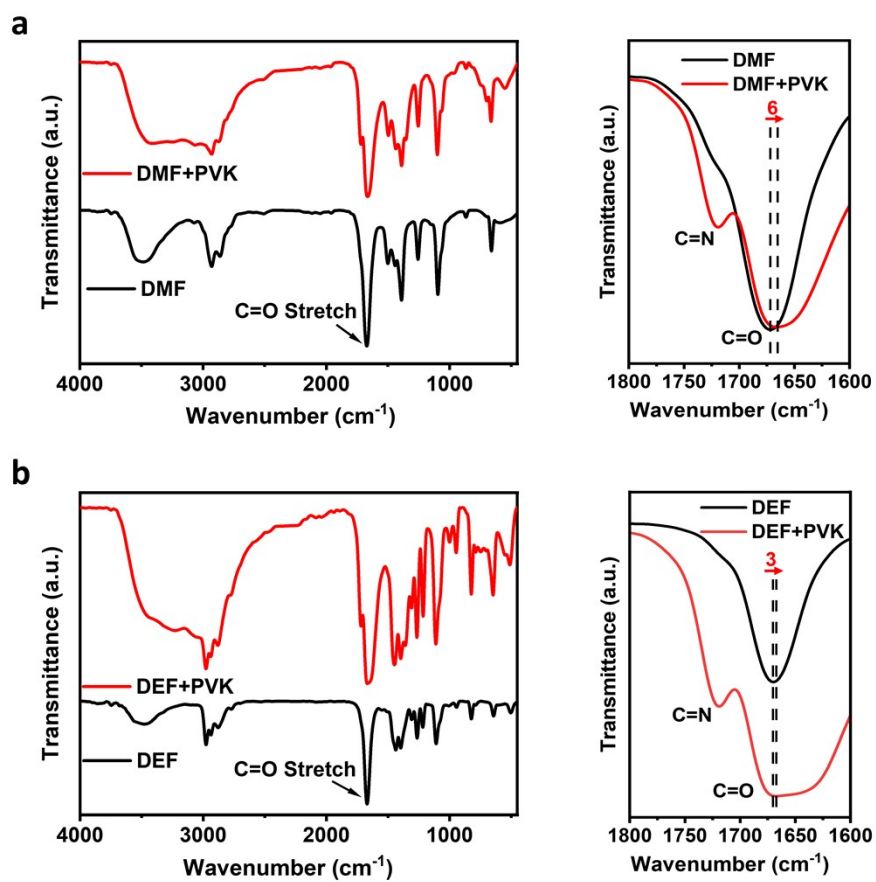 a
Transmittance (a.u.)
DMF+PVK
DMF
C=O Stretch
4000 3000 2000 1000
Wavenumber (cm⁻¹)
Transmittance (a.u.)
DMF
DMF+PVK
6
C=N
C=O
1800 1750 1700 1650 1600
Wavenumber (cm⁻¹)
b
Transmittance (a.u.)
DEF+PVK
DEF
C=O Stretch
4000 3000 2000 1000
Wavenumber (cm⁻¹)
Transmittance (a.u.)
DEF
DEF+PVK
3
C=N
C=O
1800 1750 1700 1650 1600
Wavenumber (cm⁻¹)